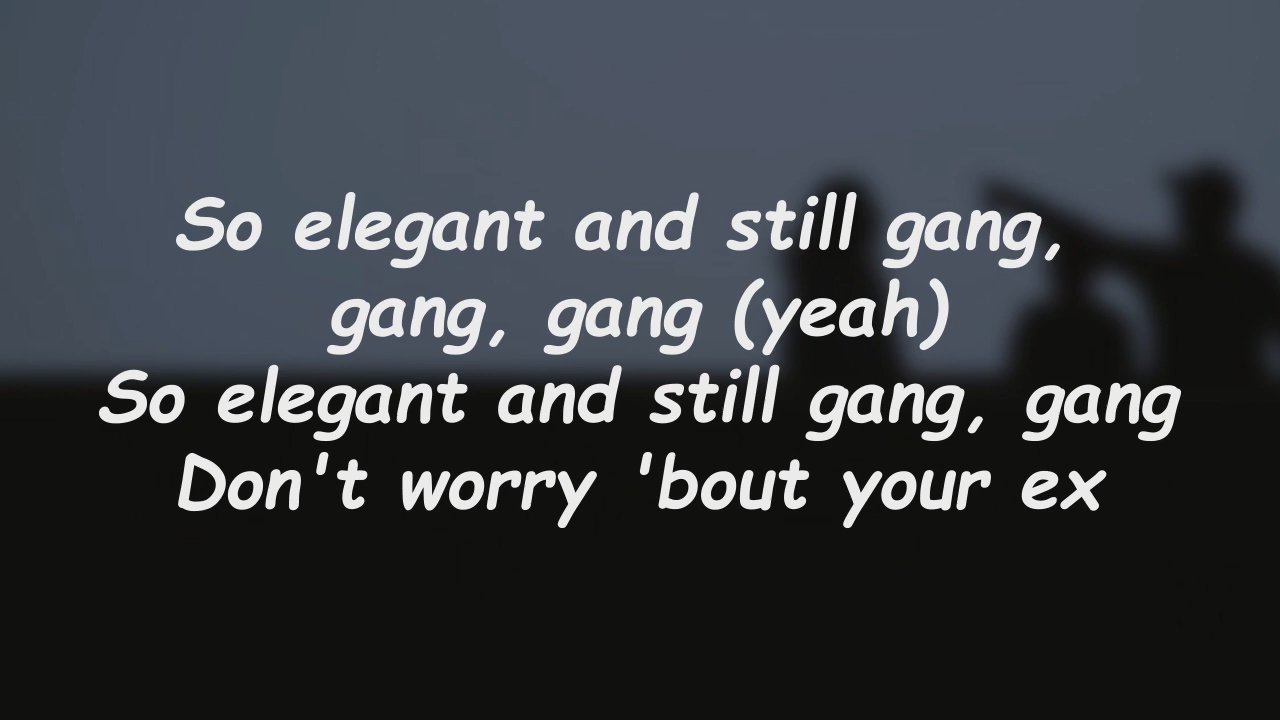 So elegant and still gang,
gang, gang (yeah)
So elegant and still gang, gang
Don't worry 'bout your ex